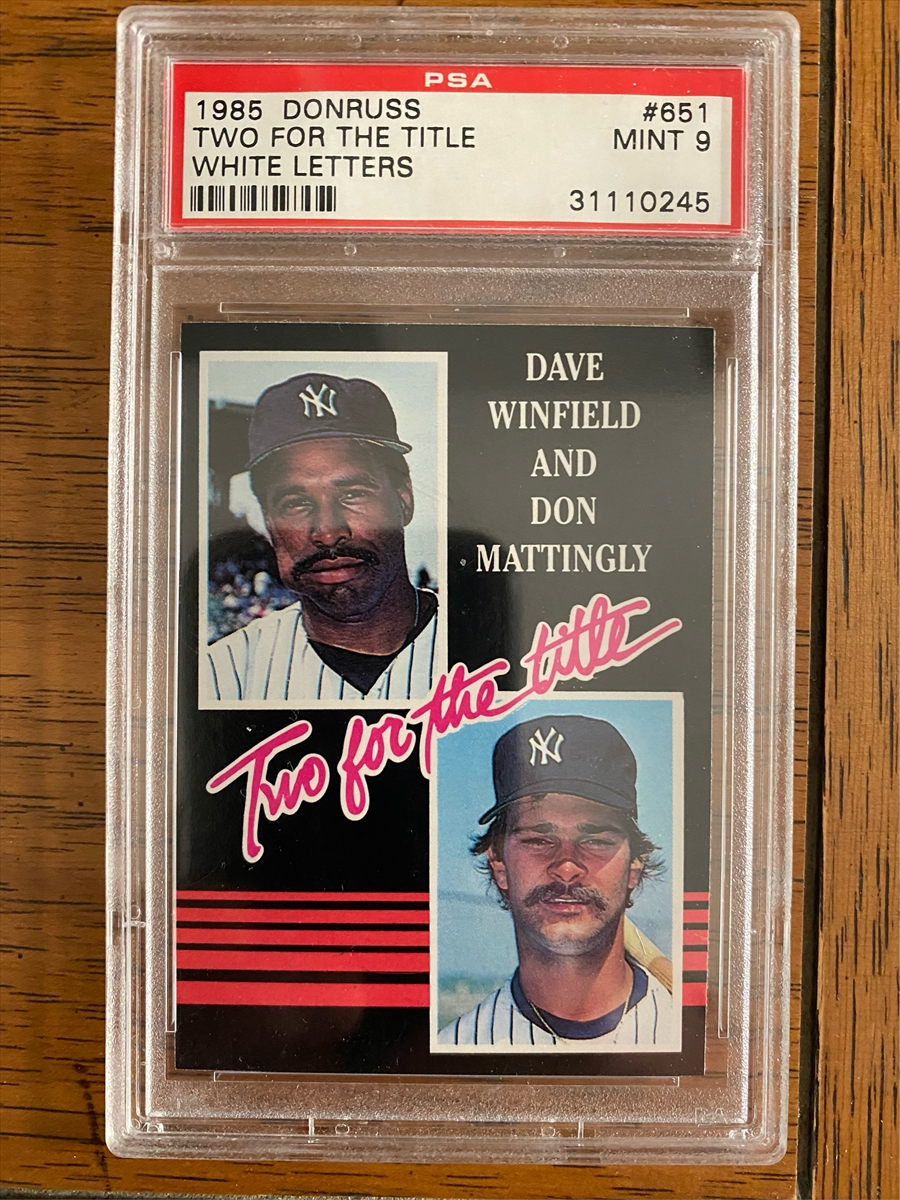 PSA
1985 DONRUSS #651
TWO FOR THE TITLE MINT 9
WHITE LETTERS
31110245
NY
DAVE
WINFIELD
AND
DON
MATTINGLY
Two for the title
NY